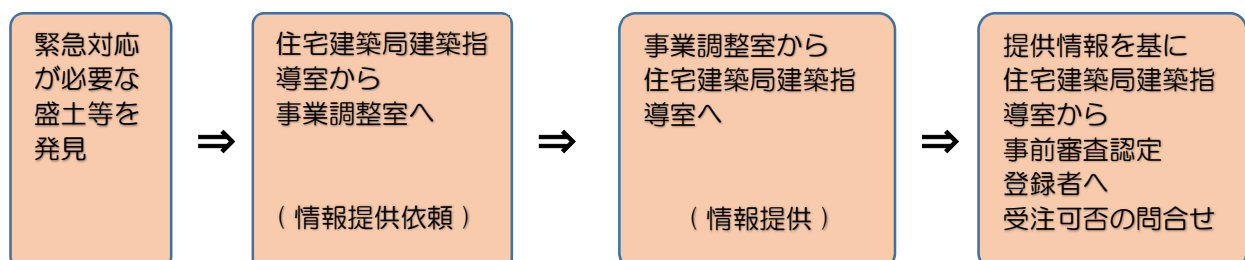 緊急対応
が必要な
盛土等を
発見
⇒
住宅建築局建築指
導室から
事業調整室へ
（情報提供依頼）
⇒
事業調整室から
住宅建築局建築指
導室へ
（情報提供）
⇒
提供情報を基に
住宅建築局建築指
導室から
事前審査認定
登録者へ
受注可否の問合せ